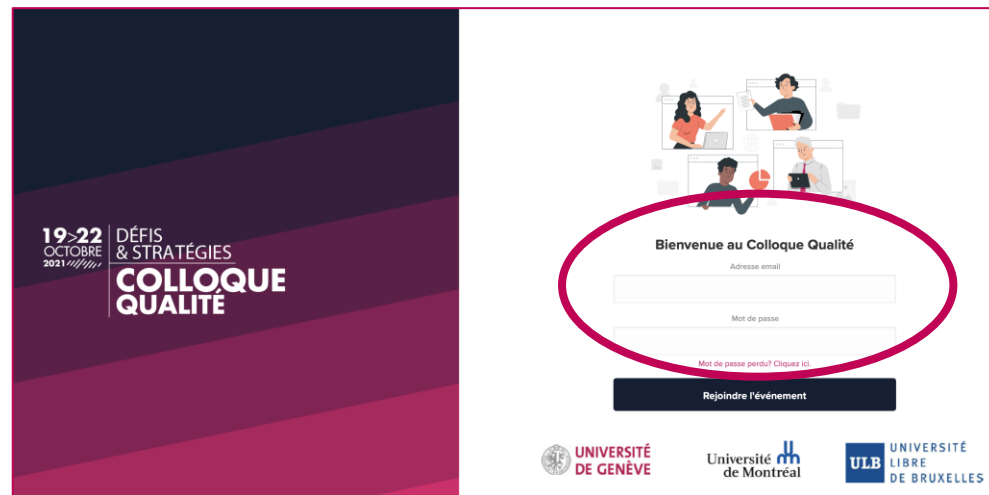 19>22
OCTOBRE
2021
DÉFIS
& STRATÉGIES
COLLOQUE
QUALITÉ
Bienvenue au Colloque Qualité
Adresse email
Mot de passe
Mot de passe perdu? Cliquez ici.
Rejoindre l'événement
UNIVERSITÉ
DE GENÈVE
Université
de Montréal
ULB
UNIVERSITÉ
LIBRE
DE BRUXELLES